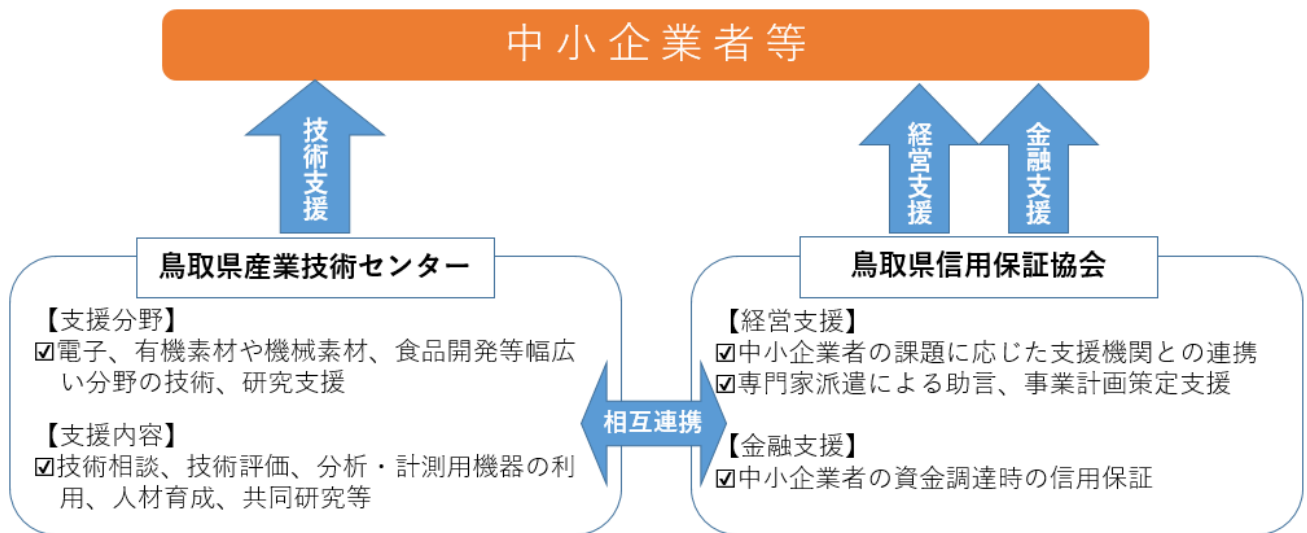 中小企業者等
技術支援
経営支援
金融支援
鳥取県産業技術センター
【支援分野】
☑電子、有機素材や機械素材、食品開発等幅広
い分野の技術、研究支援
【支援内容】
☑技術相談、技術評価、分析・計測用機器の利
用、人材育成、共同研究等
相互連携
鳥取県信用保証協会
【経営支援】
☑中小企業者の課題に応じた支援機関との連携
☑専門家派遣による助言、事業計画策定支援
【金融支援】
☑中小企業者の資金調達時の信用保証